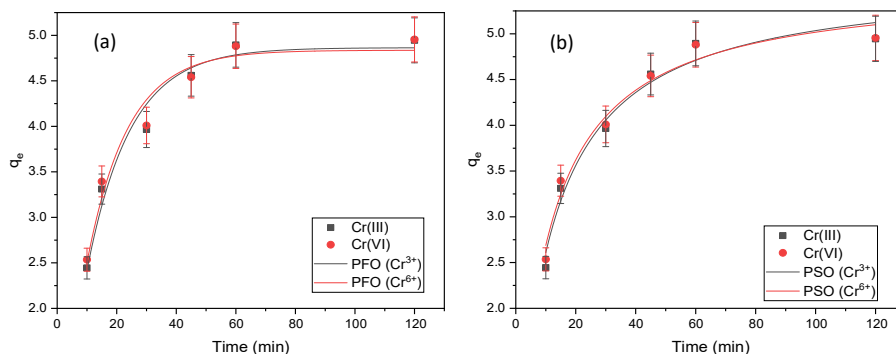 (a)
5.0
4.5
4.0
3.5
3.0
2.5
2.0
qₑ
0 20 40 60 80 100 120
Time (min)
Cr(III)
Cr(VI)
PFO (Cr³⁺)
PFO (Cr⁶⁺)
(b)
5.0
4.5
4.0
3.5
3.0
2.5
2.0
qₑ
0 20 40 60 80 100 120
Time (min)
Cr(III)
Cr(VI)
PSO (Cr³⁺)
PSO (Cr⁶⁺)